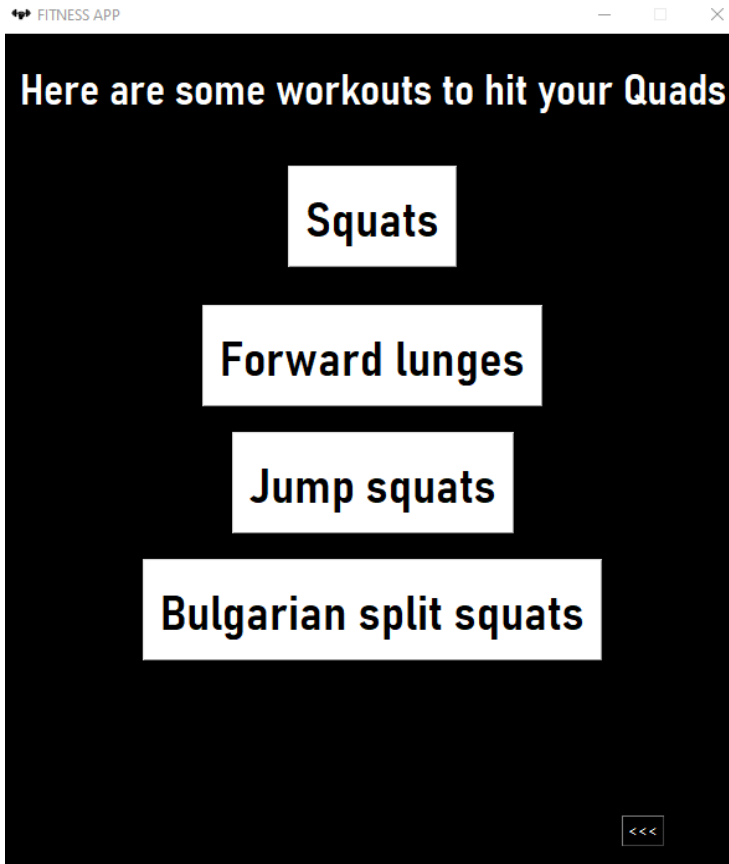 FITNESS APP
Here are some workouts to hit your Quads
Squats
Forward lunges
Jump squats
Bulgarian split squats
<<<